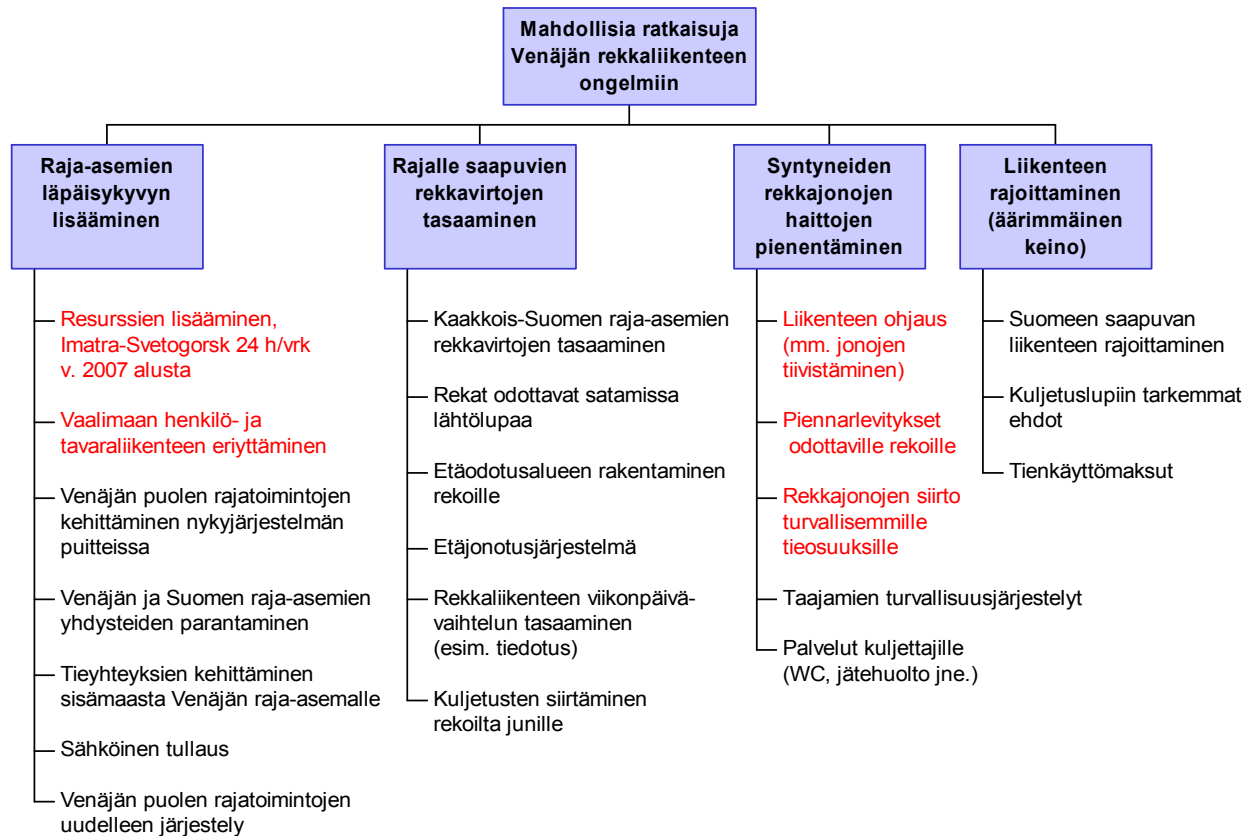 Mahdollisia ratkaisuja
Venäjän rekkaliikenteen
ongelmiin
Raja-asemien
läpäisykyvyn
lisääminen
Resurssien lisääminen,
Imatra-Svetogorsk 24 h/vrk
v. 2007 alusta
Vaalimaan henkilö- ja
tavaraliikenteen eriyttäminen
Venäjän puolen rajatoimintojen
kehittäminen nykyjärjestelmän
puitteissa
Venäjän ja Suomen raja-asemien
yhdysteiden parantaminen
Tieyhteyksien kehittäminen
sisämaasta Venäjän raja-asemalle
Sähköinen tullaus
Venäjän puolen rajatoimintojen
uudelleen järjestely
Rajalle saapuvien
rekkavirtojen
tasaaminen
Kaakkois-Suomen raja-asemien
rekkavirtojen tasaaminen
Rekat odottavat satamissa
lähtölupaa
Etäodotusalueen rakentaminen
rekoille
Etäjonotusjärjestelmä
Rekkaliikenteen viikonpäivä-
vaihtelun tasaaminen
(esim. tiedotus)
Kuljetusten siirtäminen
rekoilta junille
Syntyneiden
rekkajonojen
haittojen
pienentäminen
Liikenteen ohjaus
(mm. jonojen
tiivistäminen)
Piennarlevitykset
odottaville rekoille
Rekkajonojen siirto
turvallisemmille
tieosuuksille
Taajamien turvallisuusjärjestelyt
Palvelut kuljettajille
(WC, jätehuolto jne.)
Liikenteen
rajoittaminen
(äärimmäinen
keino)
Suomeen saapuvan
liikenteen rajoittaminen
Kuljetuslupiin tarkemmat
ehdot
Tienkäyttömaksut